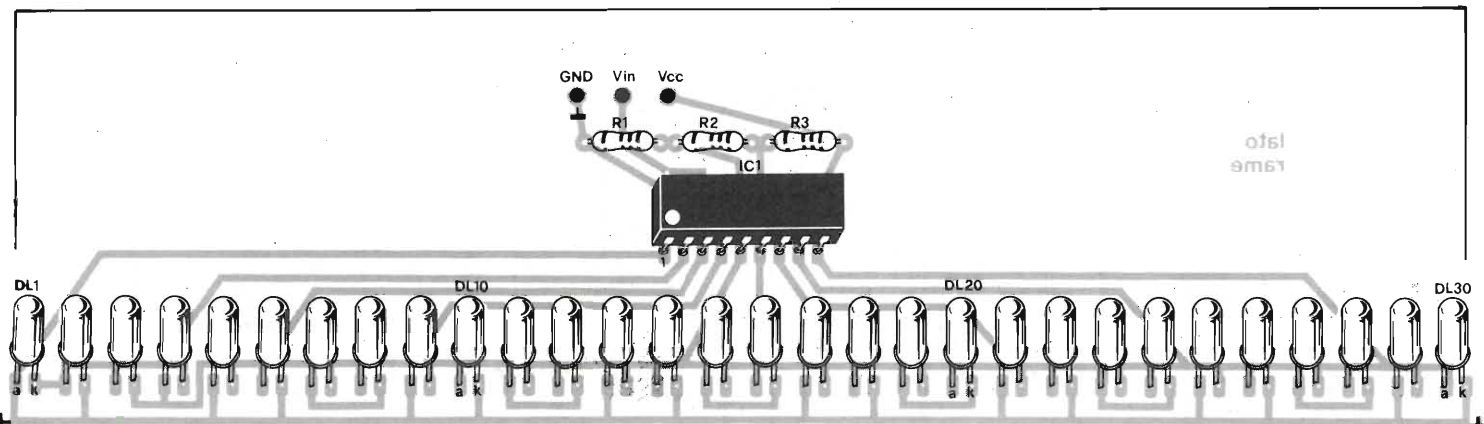 GND Vin Vcc
R1 R2 R3
lato
rame
IC1
1
DL1 DL10 DL20 DL30
a k a k a k a k